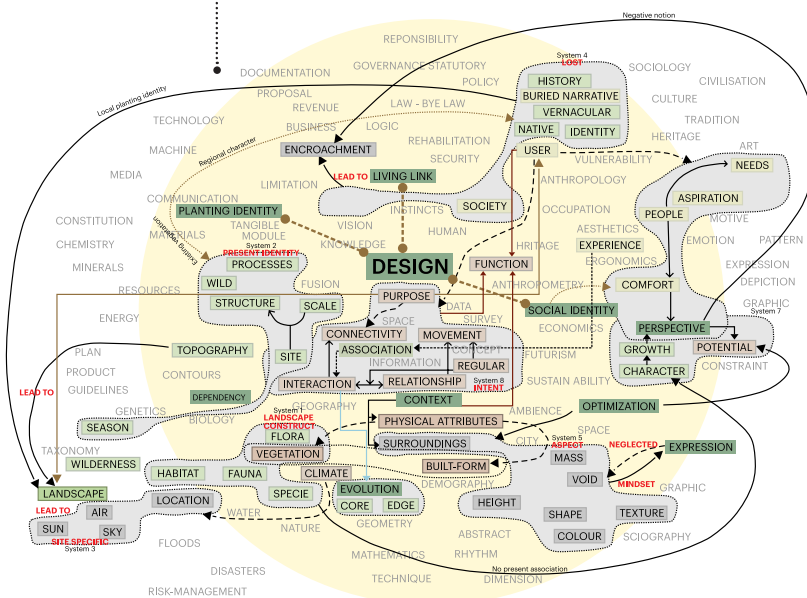 Negative notion
REPONSIBILITY
System 4
LOST
GOVERNANCE STATUTORY
SOCIOLOGY
DOCUMENTATION
POLICY
HISTORY
CIVILISATION
PROPOSAL
BURIED NARRATIVE
CULTURE
Local planting identity
REVENUE
LAW - BYE LAW
VERNACULAR
TRADITION
TECHNOLOGY
BUSINESS
LOGIC
NATIVE
IDENTITY
HERITAGE
REHABILITATION
MACHINE
ENCROACHMENT
USER
ART
Regional character
SECURITY
VULNERABILITY
NEEDS
MEDIA
LEAD TO
LIVING LINK
ANTHROPOLOGY
LIMITATION
COMMUNICATION
ASPIRATION
PLANTING IDENTITY
INSTINCTS
SOCIETY
OCCUPATION
PEOPLE
CONSTITUTION
TANGIBLE
VISION
MOTIVE
MATERIALS
MODULE
HUMAN
AESTHETICS
CHEMISTRY
Existing vegetation
System 2
KNOWLEDGE
HRITAGE
EXPERIENCE
EMOTION
PATTERN
PRESENT IDENTITY
MINERALS
PROCESSES
DESIGN
FUNCTION
ERGONOMICS
EXPRESSION
RESOURCES
WILD
FUSION
ANTHROPOMETRY
COMFORT
DEPICTION
STRUCTURE
SCALE
PURPOSE
DATA
SOCIAL IDENTITY
GRAPHIC
ENERGY
SPACE
SURVEY
ECONOMICS
PERSPECTIVE
System 7
CONNECTIVITY
MOVEMENT
PLAN
TOPOGRAPHY
SITE
ASSOCIATION
CONCEPT
FUTURISM
GROWTH
POTENTIAL
PRODUCT
CONTOURS
INFORMATION
REGULAR
CONSTRAINT
LEAD TO
GUIDELINES
INTERACTION
RELATIONSHIP
System 8
INTENT
SUSTAIN ABILITY
CHARACTER
DEPENDENCY
CONTEXT
GENETICS
GEOGRAPHY
System 1
OPTIMIZATION
SEASON
BIOLOGY
LANDSCAPE
CONSTRUCT
PHYSICAL ATTRIBUTES
AMBIENCE
SPACE
FLORA
SURROUNDINGS
CITY
System 5
ASPECT
NEGLECTED
EXPRESSION
TAXONOMY
VEGETATION
MASS
WILDERNESS
BUILT-FORM
HABITAT
FAUNA
CLIMATE
DEMOGRAPHY
VOID
MINDSET
GRAPHIC
LANDSCAPE
LOCATION
SPECIE
EVOLUTION
LEAD TO
AIR
CORE
EDGE
HEIGHT
SHAPE
TEXTURE
WATER
SUN
SKY
NATURE
GEOMETRY
ABSTRACT
COLOUR
SCIOGRAPHY
SITE SPECIFIC
System 3
FLOODS
MATHEMATICS
RHYTHM
DISASTERS
No present association
RISK-MANAGEMENT
TECHNIQUE
DIMENSION